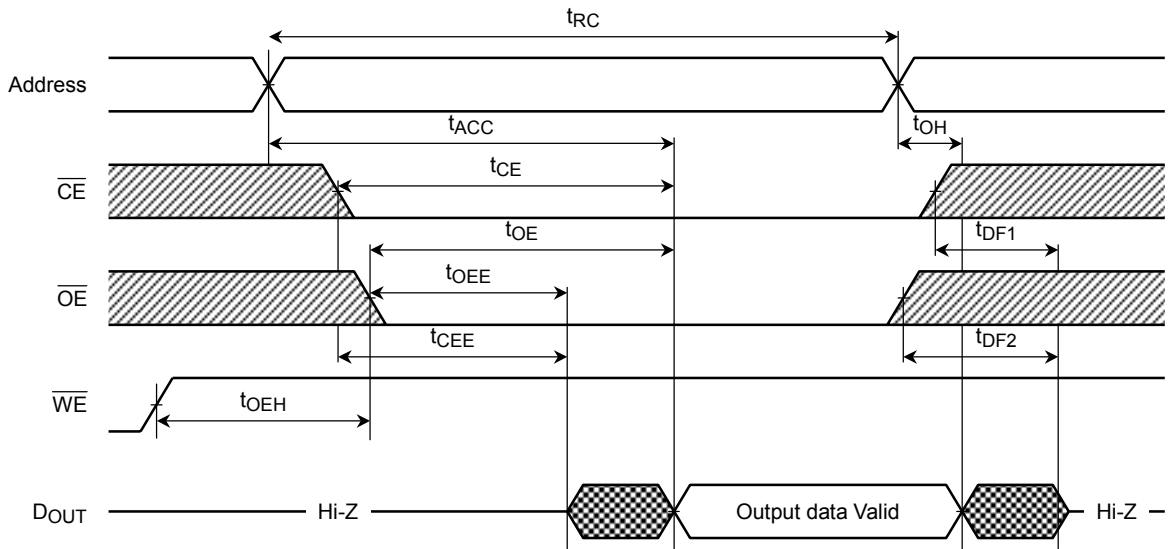 tRC
Address
tACC
tOH
CE
tCE
tOE
tDF1
OE
tOEE
tCEE
tDF2
WE
tOEH
DOUT
Hi-Z
Output data Valid
Hi-Z